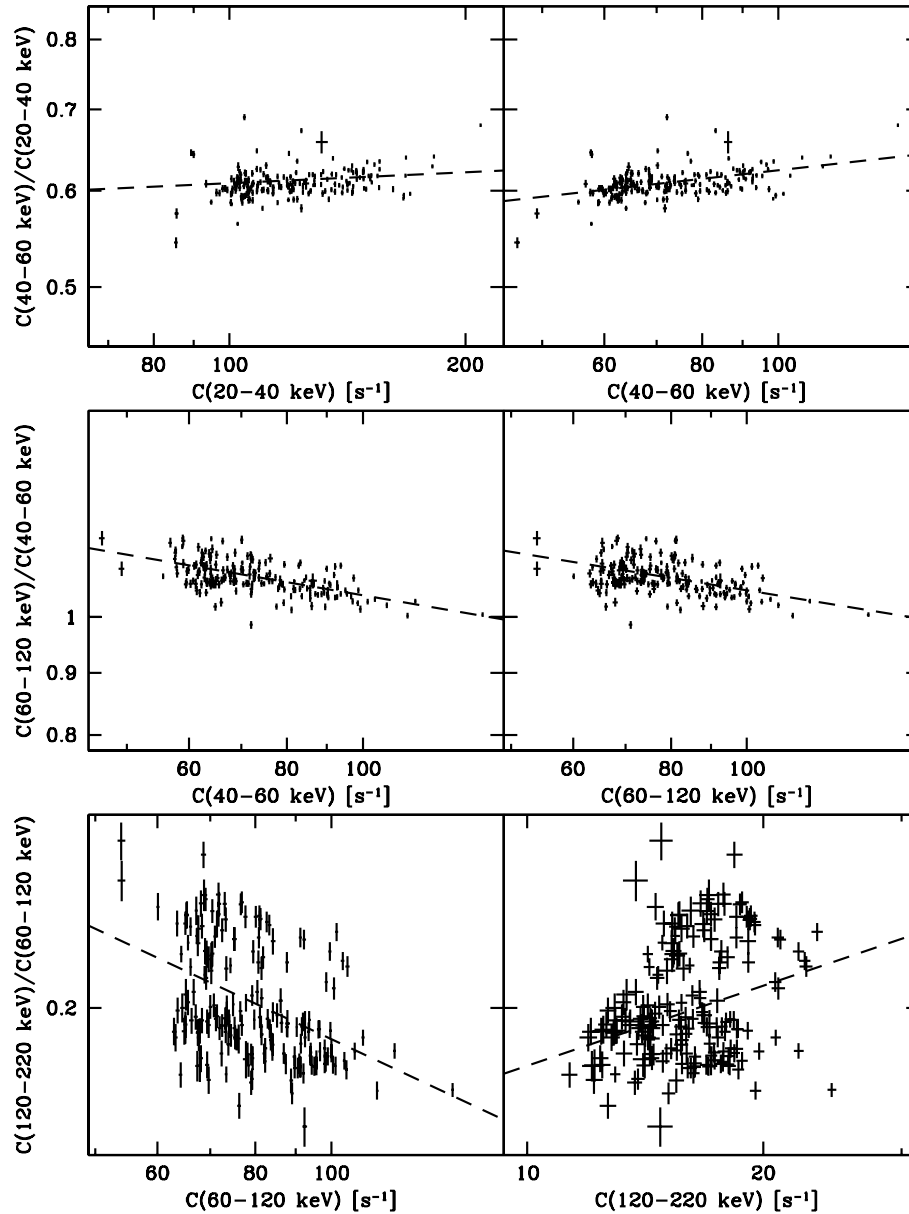 C(40−60 keV)/C(20−40 keV)
0.8
0.7
0.6
0.5
80
100
200
C(20−40 keV) [s⁻¹]
60
80
100
C(40−60 keV) [s⁻¹]
C(60−120 keV)/C(40−60 keV)
1
0.9
0.8
60
80
100
C(40−60 keV) [s⁻¹]
60
80
100
C(60−120 keV) [s⁻¹]
C(120−220 keV)/C(60−120 keV)
0.2
60
80
100
C(60−120 keV) [s⁻¹]
10
20
C(120−220 keV) [s⁻¹]